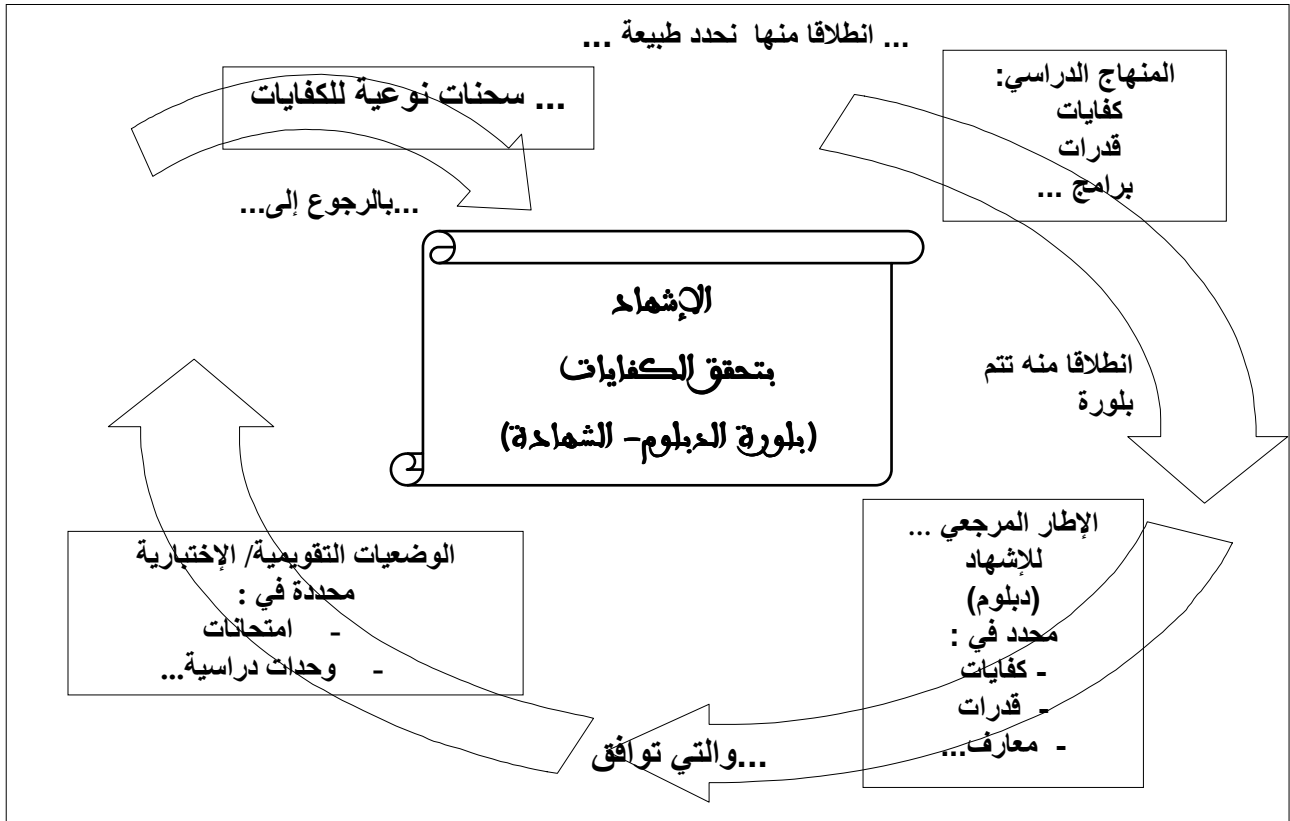 ... انطلاقا منها نحدد طبيعة ...
... سحنات نوعية للكفايات
المنهاج الدراسي:
كفايات
قدرات
برامج ...
...بالرجوع إلى...
الإشهاد
بتحقق الكفايات
(بلورة الدبلوم- الشهادة)
انطلاقا منه تتم
بلورة
الإطار المرجعي ...
للإشهاد
(دبلوم)
محدد في :
- كفايات
- قدرات
- معارف...
...والتي توافق
الوضعيات التقويمية/ الإختبارية
محددة في :
- امتحانات
- وحدات دراسية...